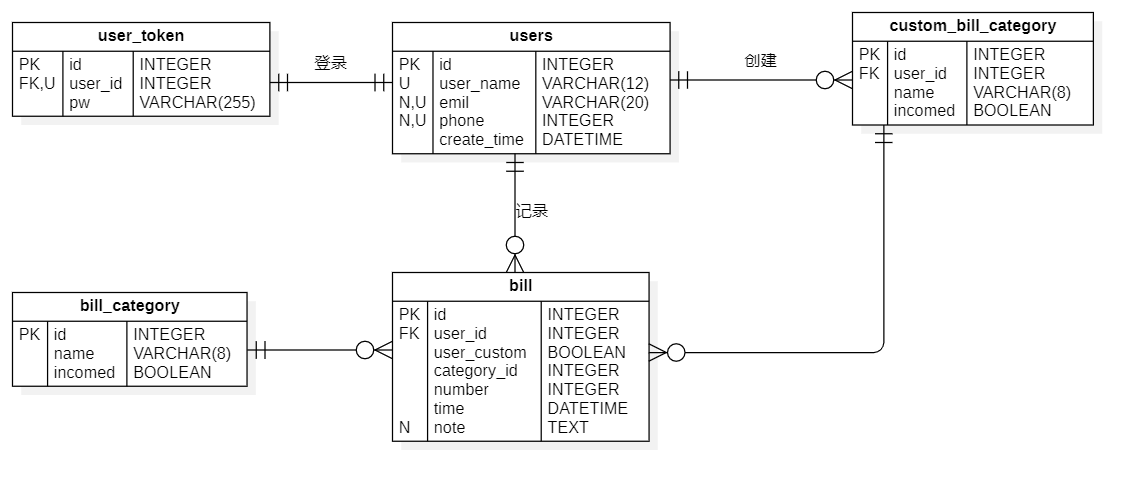 user_token
PK id INTEGER
FK,U user_id INTEGER
pw VARCHAR(255)
登录
users
PK id INTEGER
U user_name VARCHAR(12)
N,U emil VARCHAR(20)
N,U phone INTEGER
create_time DATETIME
创建
custom_bill_category
PK id INTEGER
FK user_id INTEGER
name VARCHAR(8)
incomed BOOLEAN
记录
bill_category
PK id INTEGER
name VARCHAR(8)
incomed BOOLEAN
bill
PK id INTEGER
FK user_id INTEGER
user_custom BOOLEAN
category_id INTEGER
number INTEGER
time DATETIME
N note TEXT